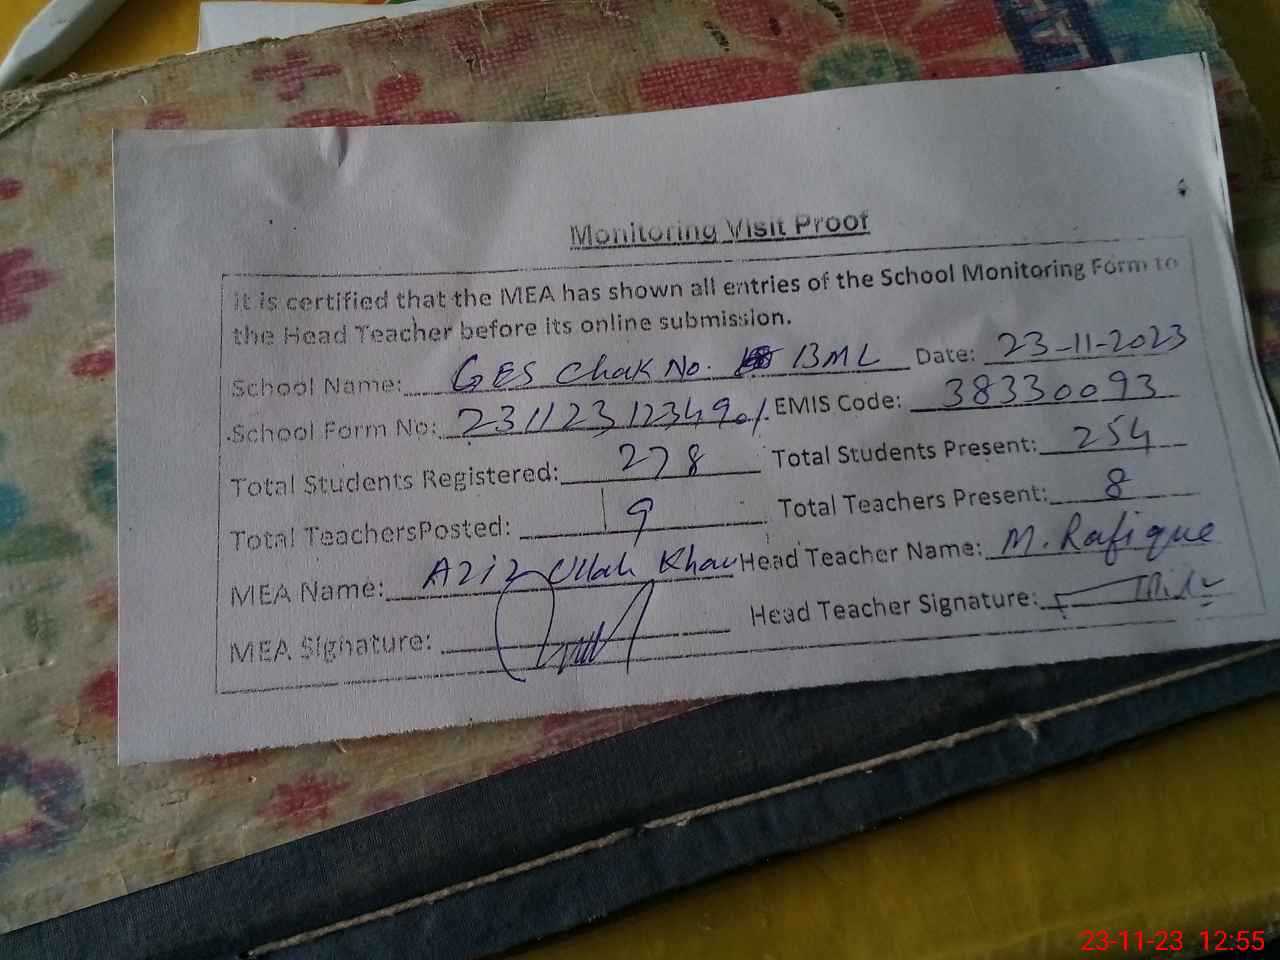 LAH
Monitoring Visit Proof
It is certified that the MEA has shown all entries of the School Monitoring Form to
the Head Teacher before its online submission.
School Name: GES Chak No. BML Date: 23-11-2023
School Form No: EMIS Code: 38330093
Total Students Registered: 278 Total Students Present: 254
Total TeachersPosted: 9 Total Teachers Present: 8
MEA Name: Aziz Ullah Khan Head Teacher Name: M. Rafique
MEA Signature: Head Teacher Signature:
23-11-23 12:55